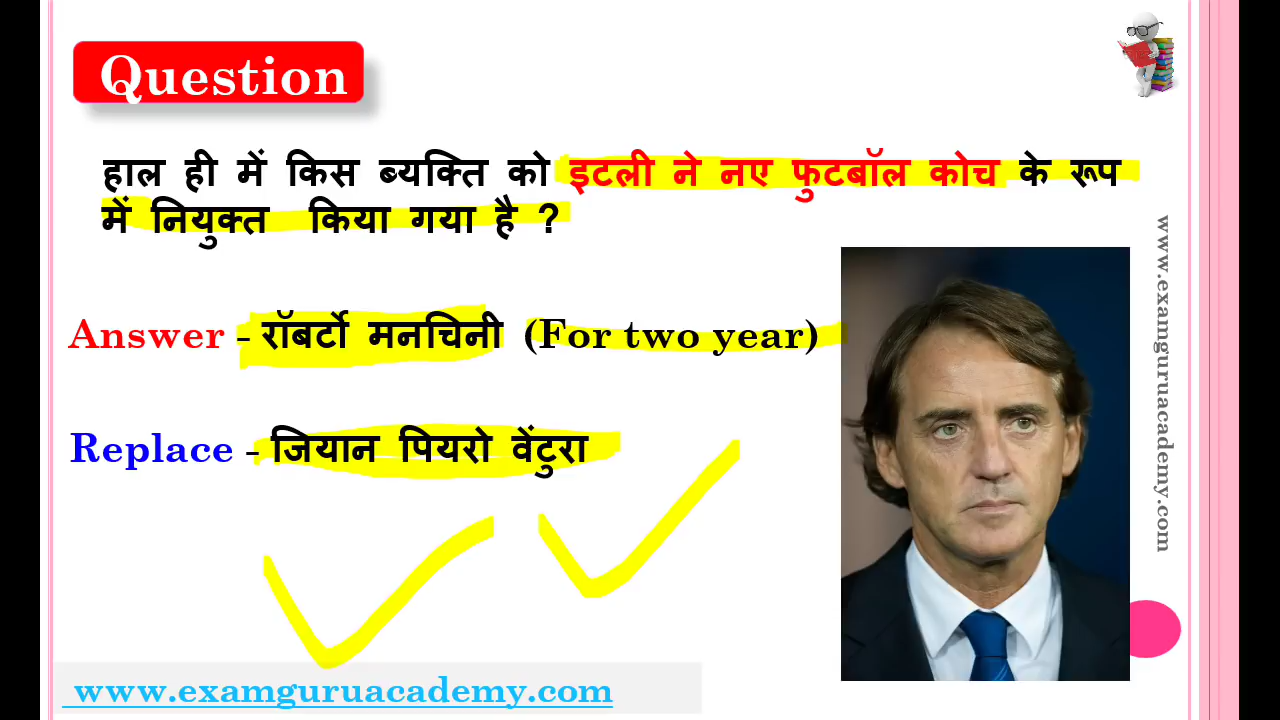 Question
हाल ही में किस ब्यक्ति को इटली ने नए फुटबॉल कोच के रूप
में नियुक्त किया गया है ?
Answer - रॉबर्टो मनचिनी (For two year)
Replace - जियान पियरो वेंटुरा
www.examguruacademy.com
www.examguruacademy.com